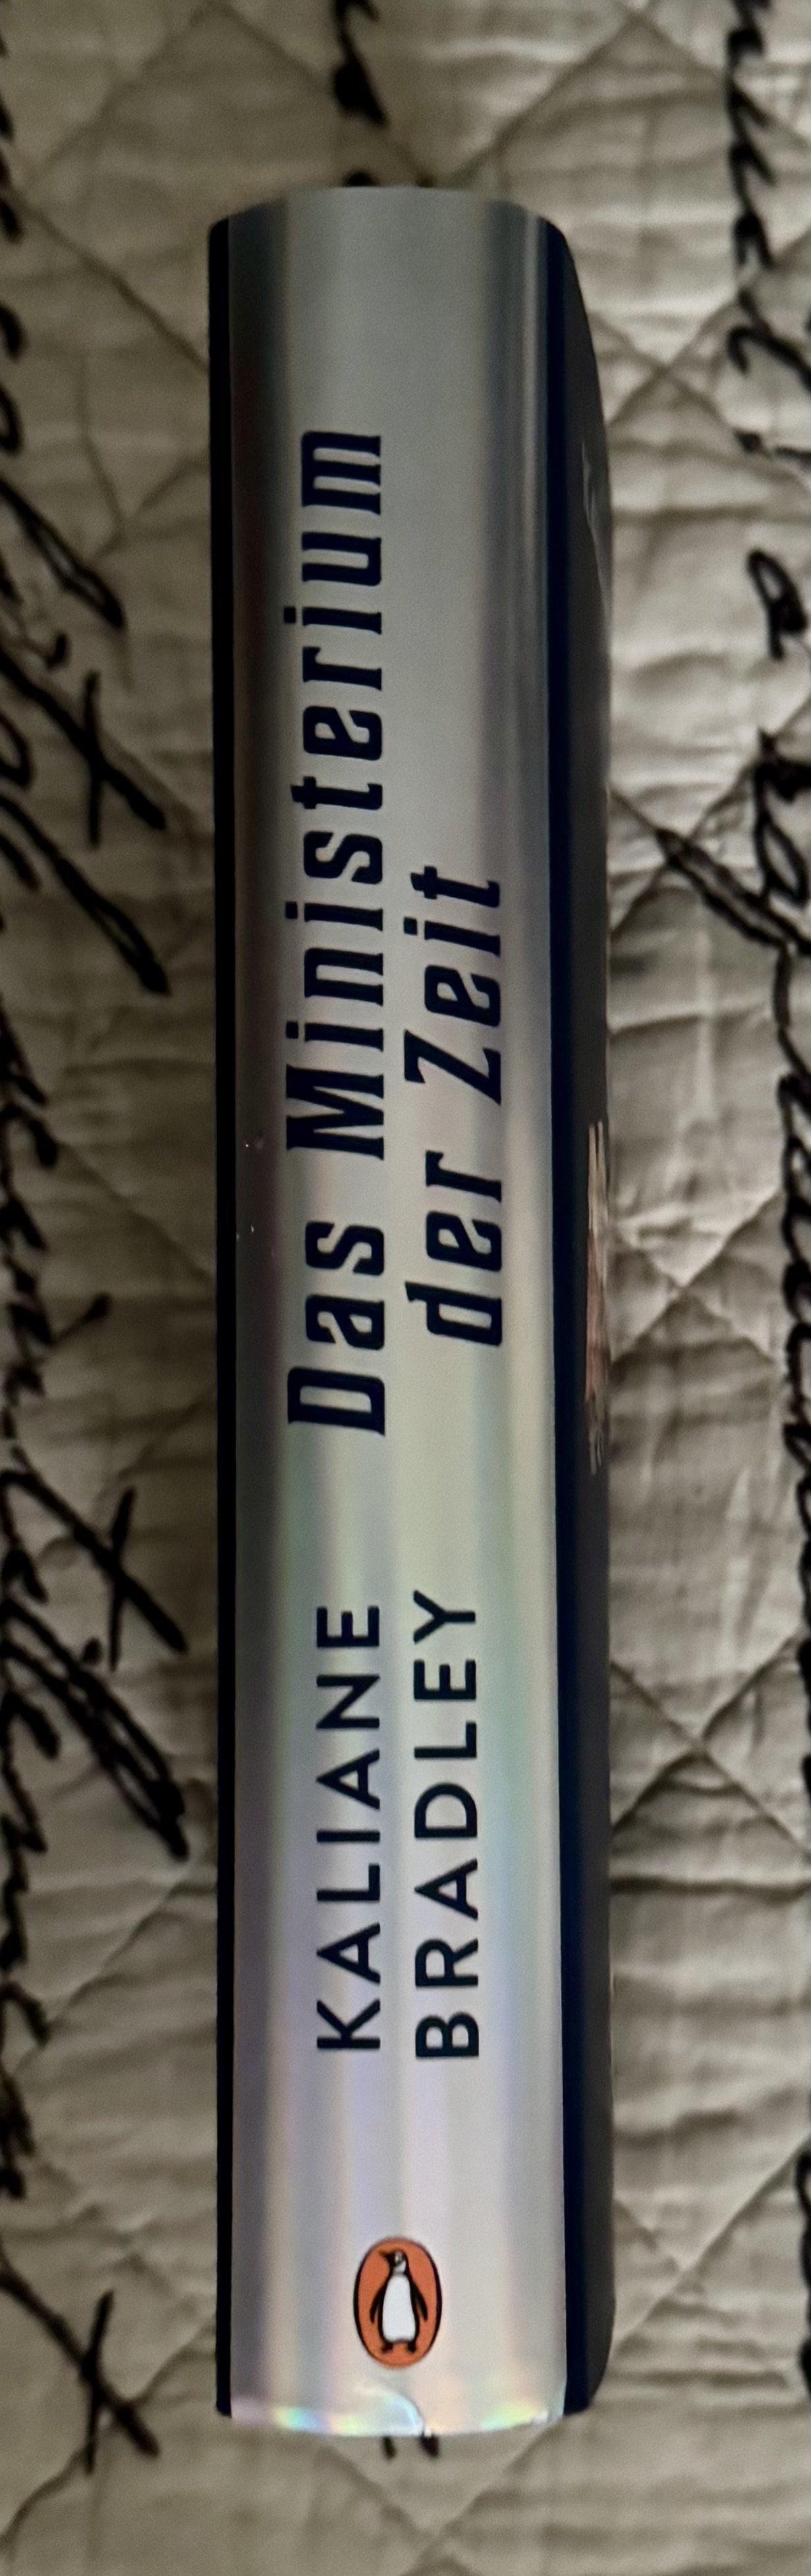 KALIANE
BRADLEY
Das Ministerium
der Zeit